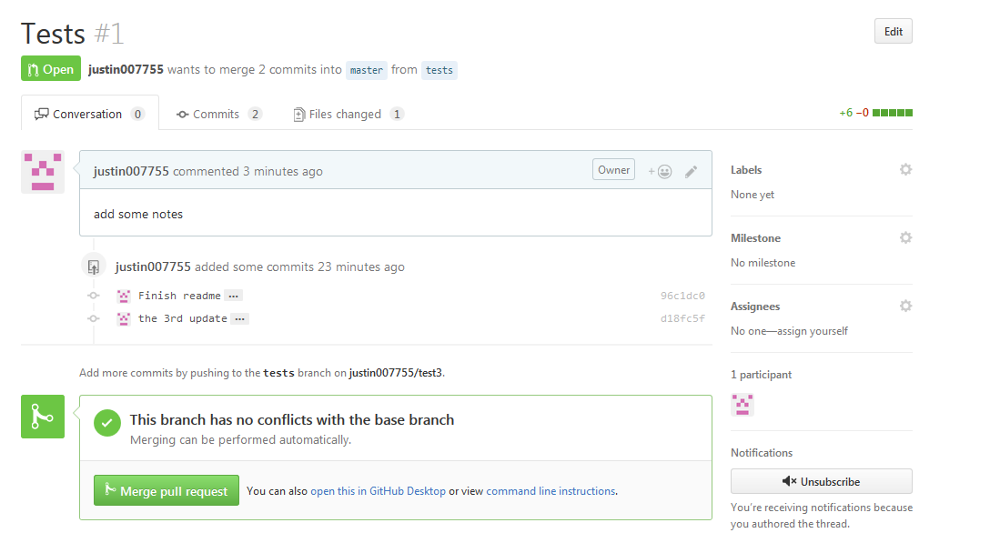 Tests #1
Edit
Open justin007755 wants to merge 2 commits into master from tests
Conversation 0 Commits 2 Files changed 1 +6 −0
justin007755 commented 3 minutes ago Owner +
Labels
None yet
add some notes
Milestone
No milestone
justin007755 added some commits 23 minutes ago
Finish readme ... 96c1dc0
the 3rd update ... d18fc5f
Assignees
No one—assign yourself
Add more commits by pushing to the tests branch on justin007755/test3.
1 participant
This branch has no conflicts with the base branch
Merging can be performed automatically.
Notifications
Unsubscribe
Merge pull request You can also open this in GitHub Desktop or view command line instructions.
You're receiving notifications because
you authored the thread.